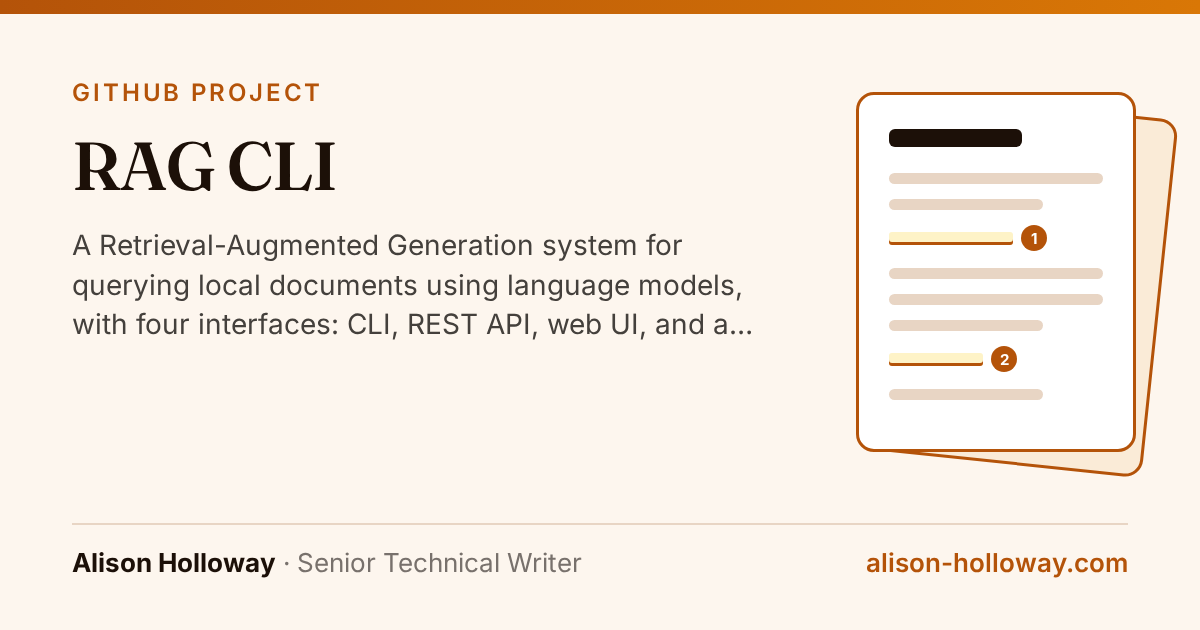 GITHUB PROJECT
RAG CLI
A Retrieval-Augmented Generation system for
querying local documents using language models,
with four interfaces: CLI, REST API, web UI, and a...
1
2
Alison Holloway · Senior Technical Writer
alison-holloway.com